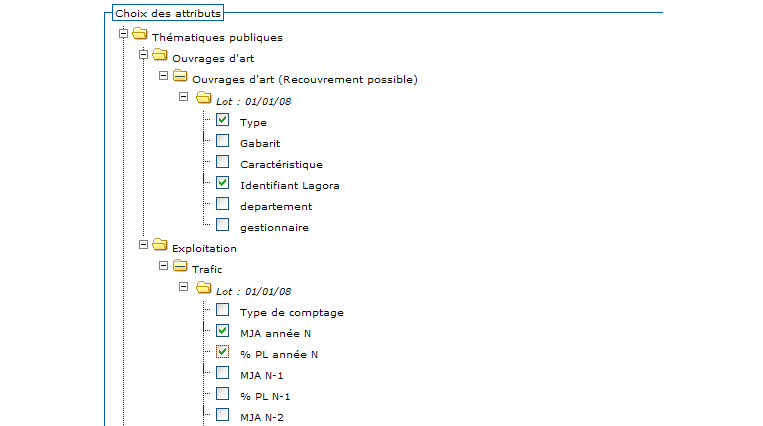 Choix des attributs
Thématiques publiques
Ouvrages d'art
Ouvrages d'art (Recouvrement possible)
Lot : 01/01/08
Type
Gabarit
Caractéristique
Identifiant Lagora
departement
gestionnaire
Exploitation
Trafic
Lot : 01/01/08
Type de comptage
MJA année N
% PL année N
MJA N-1
% PL N-1
MJA N-2